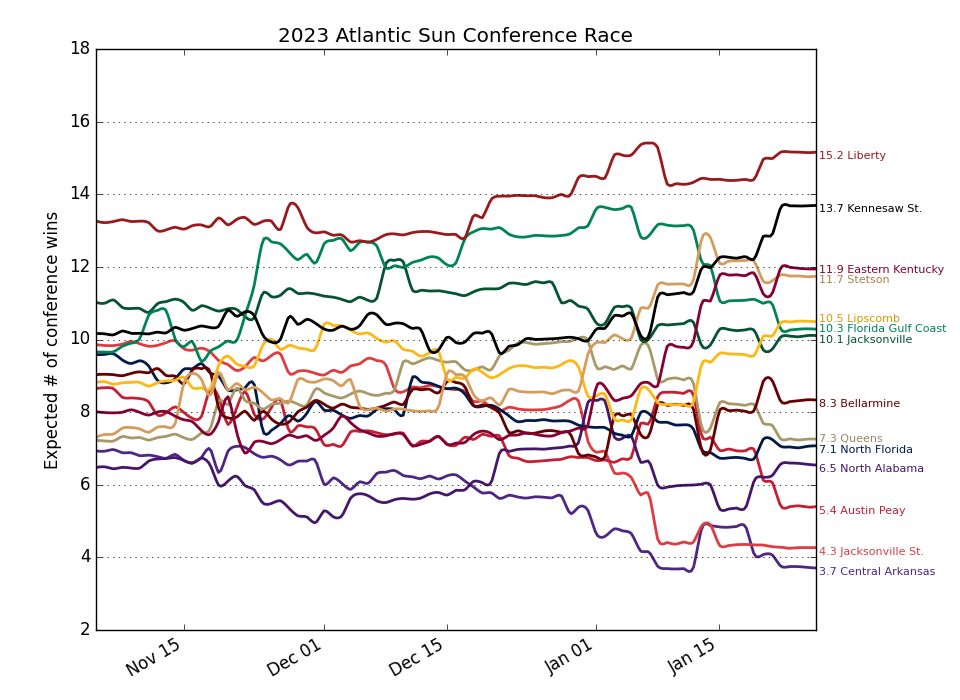 2023 Atlantic Sun Conference Race
Expected # of conference wins
18
16
14
12
10
8
6
4
2
Nov 15
Dec 01
Dec 15
Jan 01
Jan 15
15.2 Liberty
13.7 Kennesaw St.
11.9 Eastern Kentucky
11.7 Stetson
10.5 Lipscomb
10.3 Florida Gulf Coast
10.1 Jacksonville
8.3 Bellarmine
7.3 Queens
7.1 North Florida
6.5 North Alabama
5.4 Austin Peay
4.3 Jacksonville St.
3.7 Central Arkansas